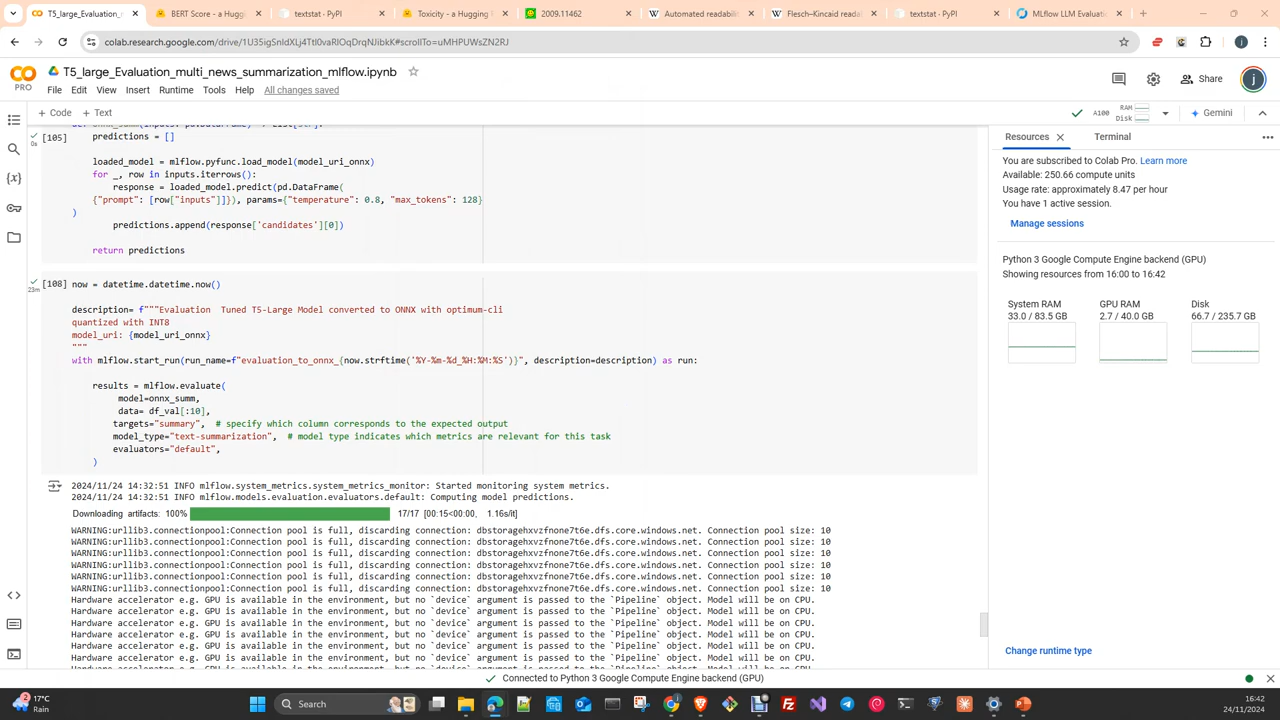 T5_large_Evaluation_mul
BERT Score - a Hugg
textstat · PyPI
Toxicity - a Hugging F
2009.11462
Automated readabilit
Flesch–Kincaid reada
textstat · PyPI
MLflow LLM Evaluati
T5_large_Evaluation_multi_news_summarization_mlflow.ipynb
PRO
File Edit View Insert Runtime Tools Help All changes saved
Share
j
+ Code + Text
A100
RAM
Disk
Gemini
[105]
predictions = []
loaded_model = mlflow.pyfunc.load_model(model_uri_onnx)
for _, row in inputs.iterrows():
response = loaded_model.predict(pd.DataFrame(
{"prompt": [row["inputs"]]}), params={"temperature": 0.8, "max_tokens": 128}
)
predictions.append(response['candidates'][0])
return predictions
0s
[108] now = datetime.datetime.now()
23m
description= f"""Evaluation  Tuned T5-Large Model converted to ONNX with optimum-cli
quantized with INT8
model_uri: {model_uri_onnx}
"""
with mlflow.start_run(run_name=f"evaluation_to_onnx_{now.strftime('%Y-%m-%d_%H:%M:%S')}", description=description) as run:
results = mlflow.evaluate(
model=onnx_summ,
data= df_val[:10],
targets="summary",  # specify which column corresponds to the expected output
model_type="text-summarization",  # model type indicates which metrics are relevant for this task
evaluators="default",
)
2024/11/24 14:32:51 INFO mlflow.system_metrics.system_metrics_monitor: Started monitoring system metrics.
2024/11/24 14:32:51 INFO mlflow.models.evaluation.evaluators.default: Computing model predictions.
Downloading artifacts: 100% 17/17 [00:15<00:00, 1.16s/it]
WARNING:urllib3.connectionpool:Connection pool is full, discarding connection: dbstoragehxvzfnone7t6e.dfs.core.windows.net. Connection pool size: 10
WARNING:urllib3.connectionpool:Connection pool is full, discarding connection: dbstoragehxvzfnone7t6e.dfs.core.windows.net. Connection pool size: 10
WARNING:urllib3.connectionpool:Connection pool is full, discarding connection: dbstoragehxvzfnone7t6e.dfs.core.windows.net. Connection pool size: 10
WARNING:urllib3.connectionpool:Connection pool is full, discarding connection: dbstoragehxvzfnone7t6e.dfs.core.windows.net. Connection pool size: 10
WARNING:urllib3.connectionpool:Connection pool is full, discarding connection: dbstoragehxvzfnone7t6e.dfs.core.windows.net. Connection pool size: 10
WARNING:urllib3.connectionpool:Connection pool is full, discarding connection: dbstoragehxvzfnone7t6e.dfs.core.windows.net. Connection pool size: 10
Hardware accelerator e.g. GPU is available in the environment, but no `device` argument is passed to the `Pipeline` object. Model will be on CPU.
Hardware accelerator e.g. GPU is available in the environment, but no `device` argument is passed to the `Pipeline` object. Model will be on CPU.
Hardware accelerator e.g. GPU is available in the environment, but no `device` argument is passed to the `Pipeline` object. Model will be on CPU.
Hardware accelerator e.g. GPU is available in the environment, but no `device` argument is passed to the `Pipeline` object. Model will be on CPU.
Hardware accelerator e.g. GPU is available in the environment, but no `device` argument is passed to the `Pipeline` object. Model will be on CPU.
Hardware accelerator e.g. GPU is available in the environment, but no `device` argument is passed to the `Pipeline` object. Model will be on CPU.
Resources Terminal
You are subscribed to Colab Pro. Learn more
Available: 250.66 compute units
Usage rate: approximately 8.47 per hour
You have 1 active session.
Manage sessions
Python 3 Google Compute Engine backend (GPU)
Showing resources from 16:00 to 16:42
System RAM
33.0 / 83.5 GB
GPU RAM
2.7 / 40.0 GB
Disk
66.7 / 235.7 GB
Change runtime type
Connected to Python 3 Google Compute Engine backend (GPU)
17°C
Rain
Search
16:42
24/11/2024